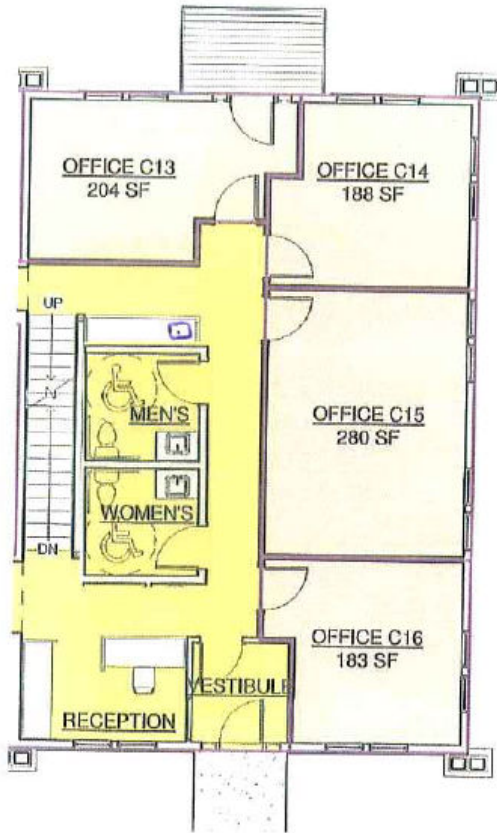 OFFICE C13
204 SF
OFFICE C14
188 SF
UP
MEN'S
OFFICE C15
280 SF
WOMEN'S
DN
OFFICE C16
183 SF
VESTIBULE
RECEPTION